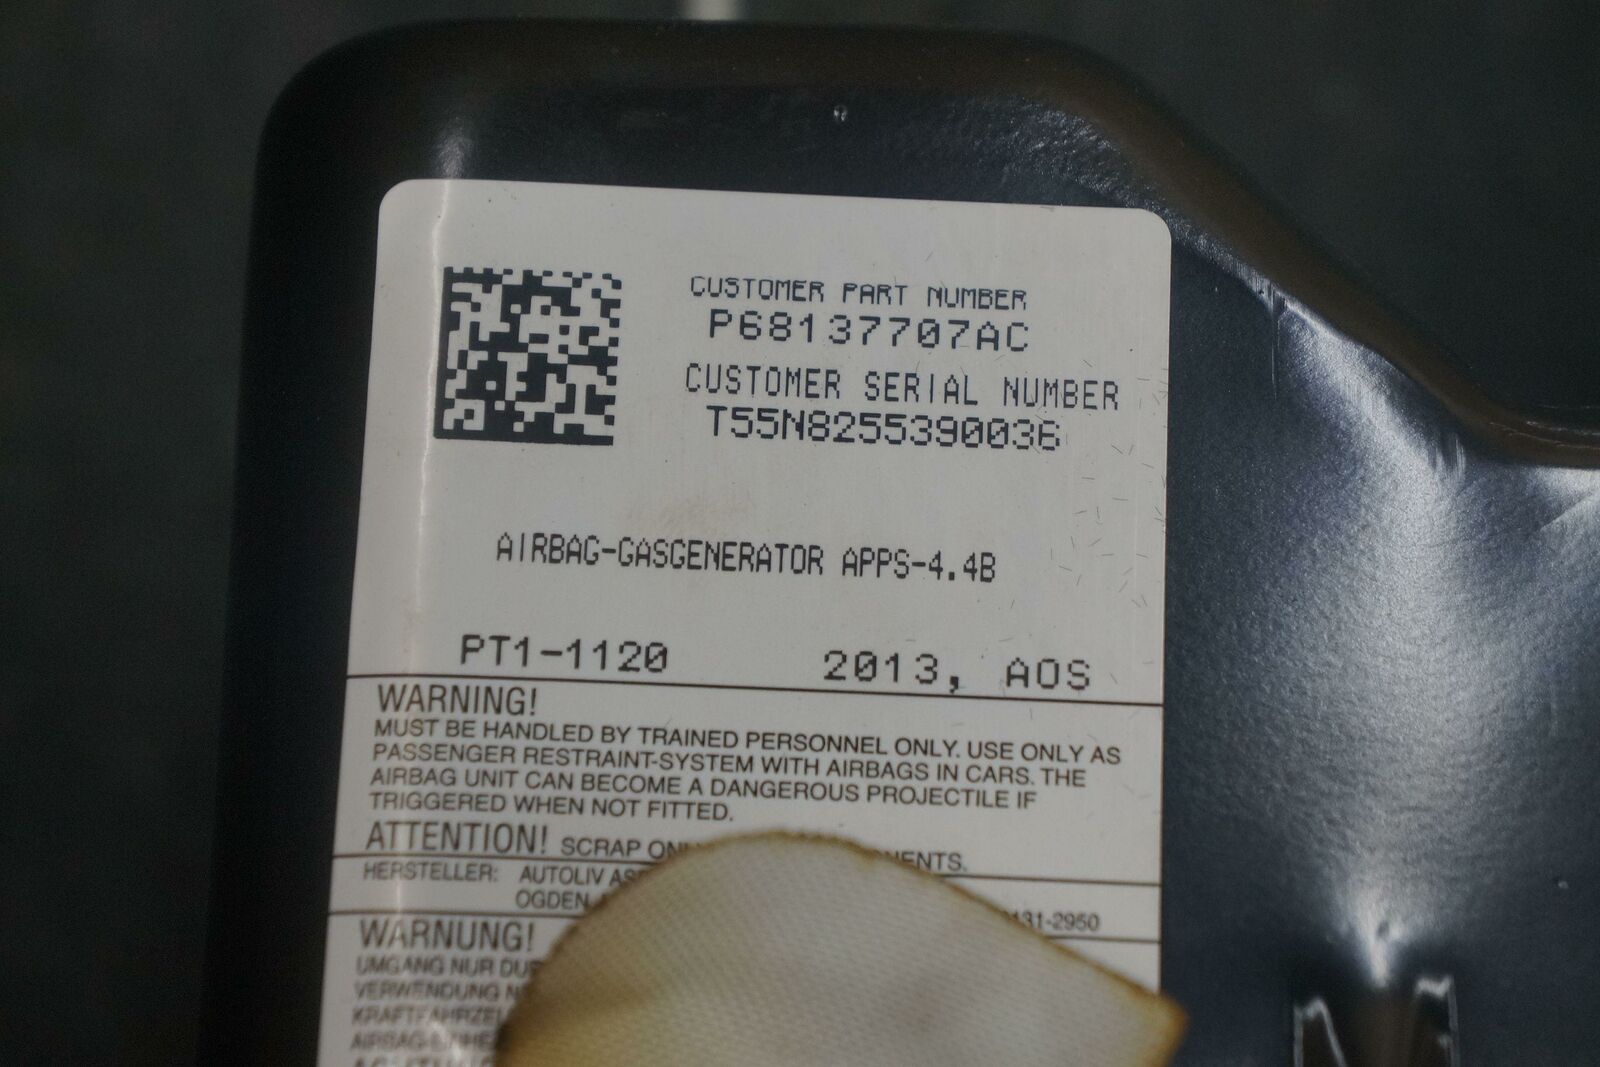 CUSTOMER PART NUMBER
P68137707AC
CUSTOMER SERIAL NUMBER
T55N8255390036
AIRBAG-GASGENERATOR APPS-4.4B
PT1-1120 2013, AOS
WARNING!
MUST BE HANDLED BY TRAINED PERSONNEL ONLY. USE ONLY AS
PASSENGER RESTRAINT-SYSTEM WITH AIRBAGS IN CARS. THE
AIRBAG UNIT CAN BECOME A DANGEROUS PROJECTILE IF
TRIGGERED WHEN NOT FITTED.
ATTENTION! SCRAP
HERSTELLER: AUTOLIV
OGDEN
WARNUNG!
UMGANG NUR
VERWENDUNG